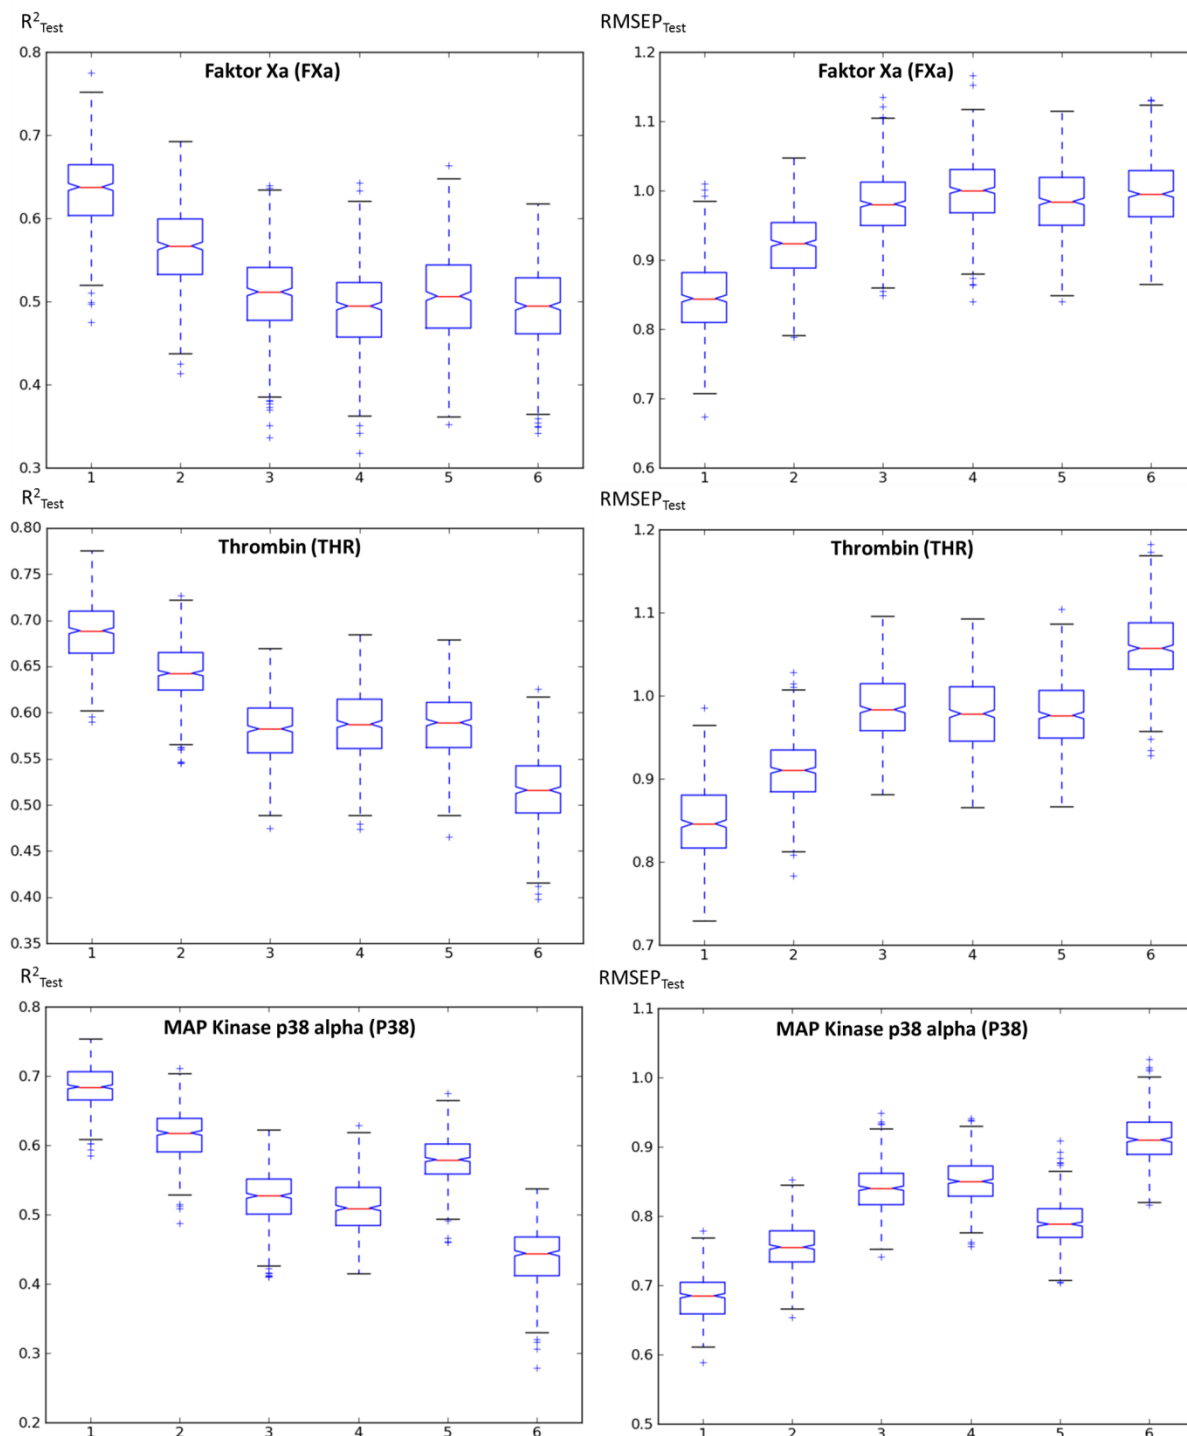 R²Test
RMSEPTest
Faktor Xa (FXa)
0.8
0.7
0.6
0.5
0.4
0.3
1 2 3 4 5 6
Faktor Xa (FXa)
1.2
1.1
1.0
0.9
0.8
0.7
0.6
1 2 3 4 5 6
R²Test
RMSEPTest
Thrombin (THR)
0.80
0.75
0.70
0.65
0.60
0.55
0.50
0.45
0.40
0.35
1 2 3 4 5 6
Thrombin (THR)
1.2
1.1
1.0
0.9
0.8
0.7
1 2 3 4 5 6
R²Test
RMSEPTest
MAP Kinase p38 alpha (P38)
0.8
0.7
0.6
0.5
0.4
0.3
0.2
1 2 3 4 5 6
MAP Kinase p38 alpha (P38)
1.0
1.1
0.9
0.8
0.7
0.6
0.5
1 2 3 4 5 6